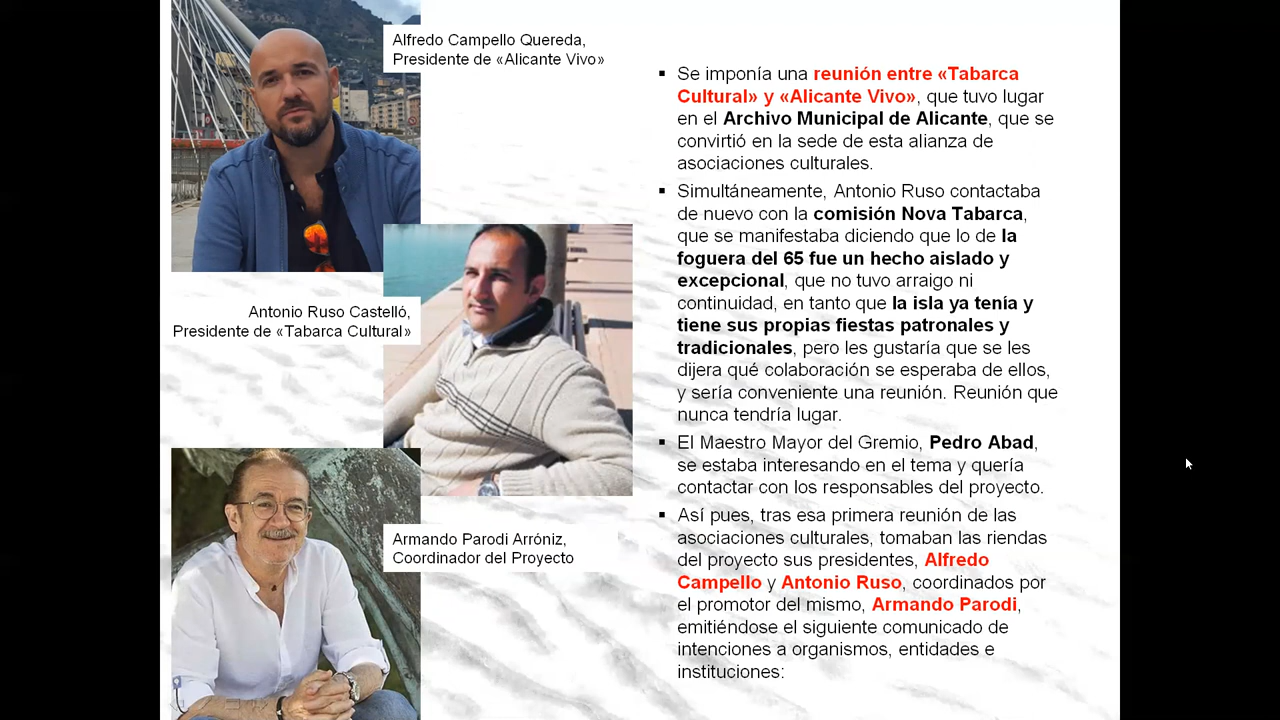 Alfredo Campello Quereda,
Presidente de «Alicante Vivo»
Antonio Ruso Castelló,
Presidente de «Tabarca Cultural»
Armando Parodi Arróniz,
Coordinador del Proyecto
▪ Se imponía una reunión entre «Tabarca
Cultural» y «Alicante Vivo», que tuvo lugar
en el Archivo Municipal de Alicante, que se
convirtió en la sede de esta alianza de
asociaciones culturales.
▪ Simultáneamente, Antonio Ruso contactaba
de nuevo con la comisión Nova Tabarca,
que se manifestaba diciendo que lo de la
foguera del 65 fue un hecho aislado y
excepcional, que no tuvo arraigo ni
continuidad, en tanto que la isla ya tenía y
tiene sus propias fiestas patronales y
tradicionales, pero les gustaría que se les
dijera qué colaboración se esperaba de ellos,
y sería conveniente una reunión. Reunión que
nunca tendría lugar.
▪ El Maestro Mayor del Gremio, Pedro Abad,
se estaba interesando en el tema y quería
contactar con los responsables del proyecto.
▪ Así pues, tras esa primera reunión de las
asociaciones culturales, tomaban las riendas
del proyecto sus presidentes, Alfredo
Campello y Antonio Ruso, coordinados por
el promotor del mismo, Armando Parodi,
emitiéndose el siguiente comunicado de
intenciones a organismos, entidades e
instituciones: